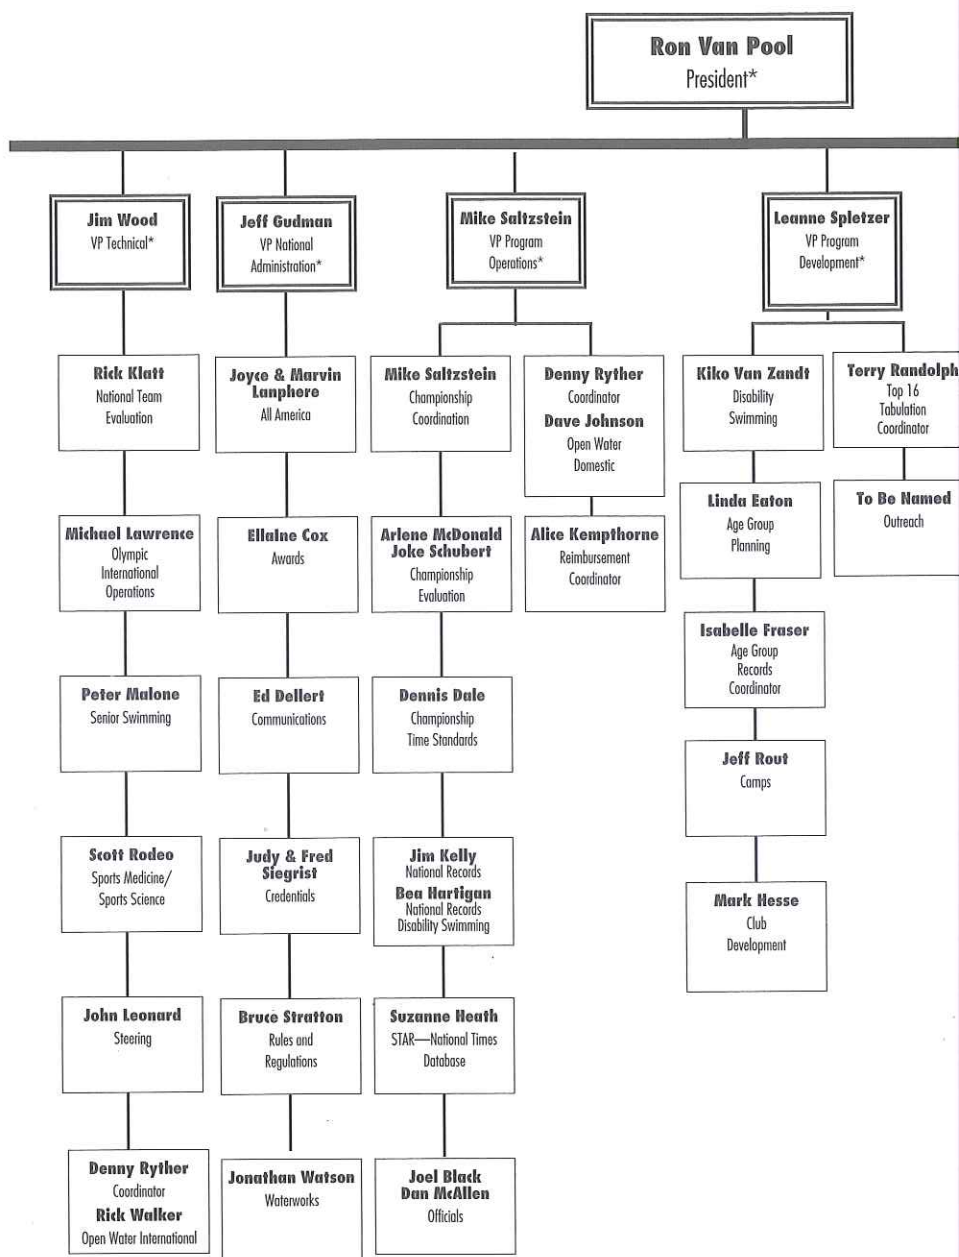 Ron Van Pool
President*
Jim Wood
VP Technical*
Jeff Gudman
VP National
Administration*
Mike Saltzstein
VP Program
Operations*
Leanne Spletzer
VP Program
Development*
Rick Klatt
National Team
Evaluation
Michael Lawrence
Olympic
International
Operations
Peter Malone
Senior Swimming
Scott Rodeo
Sports Medicine/
Sports Science
John Leonard
Steering
Denny Ryther
Coordinator
Rick Walker
Open Water International
Joyce & Marvin
Lanphere
All America
Ellaine Cox
Awards
Ed Dellert
Communications
Judy & Fred
Siegrist
Credentials
Bruce Stratton
Rules and
Regulations
Jonathan Watson
Waterworks
Mike Saltzstein
Championship
Coordination
Arlene McDonald
Joke Schubert
Championship
Evaluation
Dennis Dale
Championship
Time Standards
Jim Kelly
National Records
Bea Hartigan
National Records
Disability Swimming
Suzanne Heath
STAR—National Times
Database
Joel Black
Dan McAllen
Officials
Denny Ryther
Coordinator
Dave Johnson
Open Water
Domestic
Alice Kempthorne
Reimbursement
Coordinator
Kiko Van Zandt
Disability
Swimming
Linda Eaton
Age Group
Planning
Isabelle Fraser
Age Group
Records
Coordinator
Jeff Rout
Camps
Mark Hesse
Club
Development
Terry Randolph
Top 16
Tabulation
Coordinator
To Be Named
Outreach